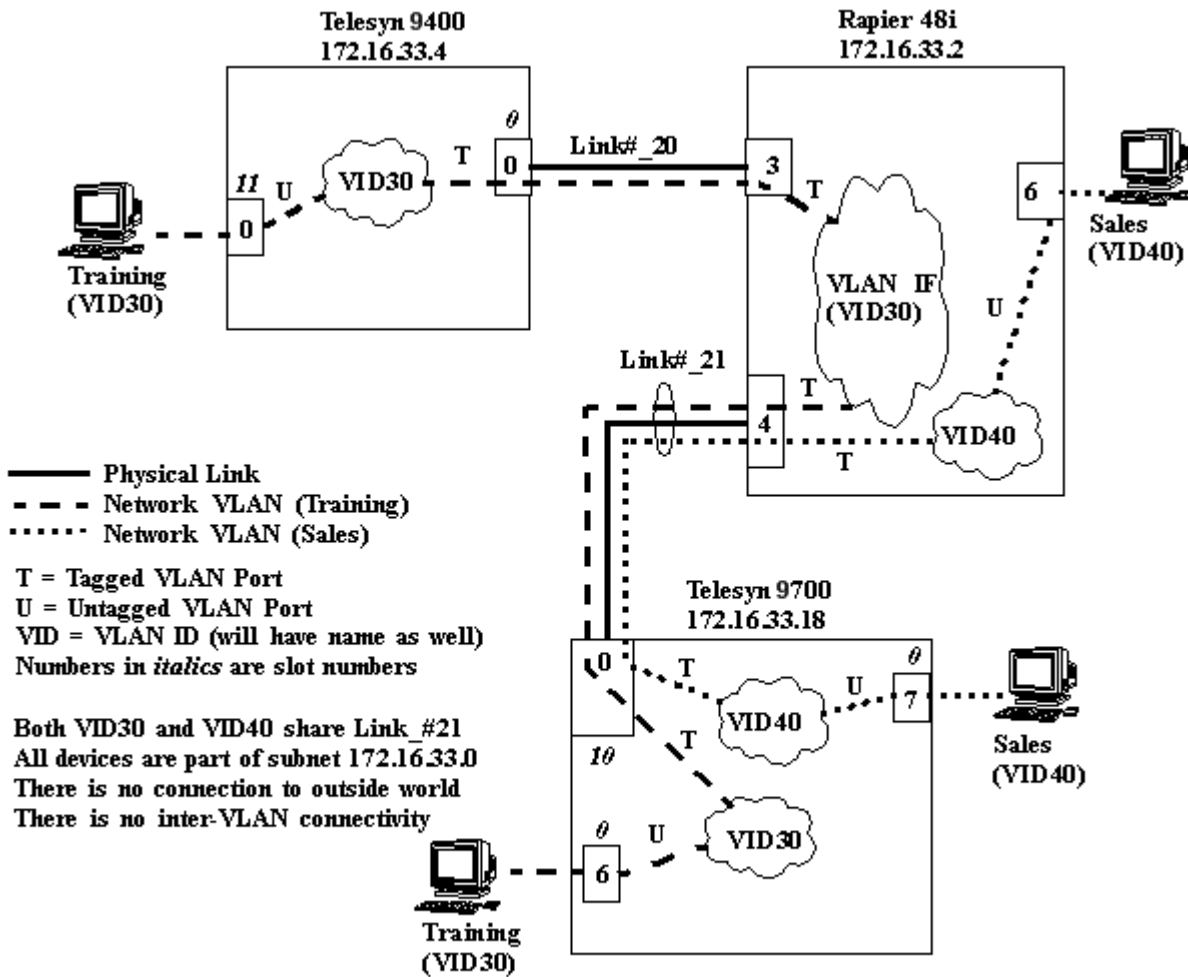 Telesyn 9400
172.16.33.4
Rapier 48i
172.16.33.2
0
0
T
Link#_20
3
T
VID30
11
U
0
Training
(VID30)
6
Sales
(VID40)
VLAN IF
(VID30)
U
Link#_21
T
4
VID40
T
Physical Link
Network VLAN (Training)
Network VLAN (Sales)
T = Tagged VLAN Port
U = Untagged VLAN Port
VID = VLAN ID (will have name as well)
Numbers in italics are slot numbers
Both VID30 and VID40 share Link_#21
All devices are part of subnet 172.16.33.0
There is no connection to outside world
There is no inter-VLAN connectivity
Telesyn 9700
172.16.33.18
0
T
U
0
7
VID40
10
T
Sales
(VID40)
0
U
VID30
6
Training
(VID30)